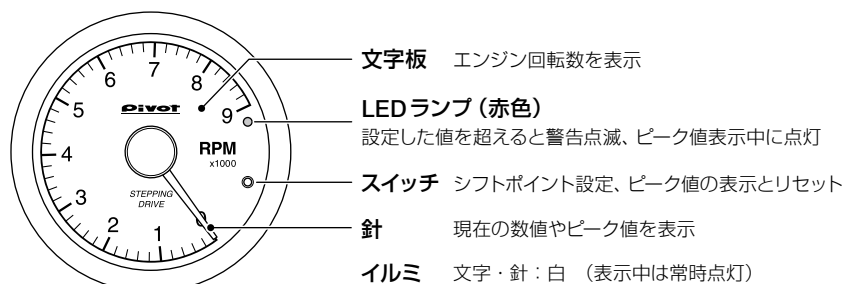 文字板 エンジン回転数を表示
LEDランプ（赤色）
設定した値を超えると警告点滅、ピーク値表示中に点灯
スイッチ シフトポイント設定、ピーク値の表示とリセット
針 現在の数値やピーク値を表示
イルミ 文字・針：白 （表示中は常時点灯）
7
6
8
5
Pivot
9
4
RPM
x1000
3
STEPPING
DRIVE
2
1
0